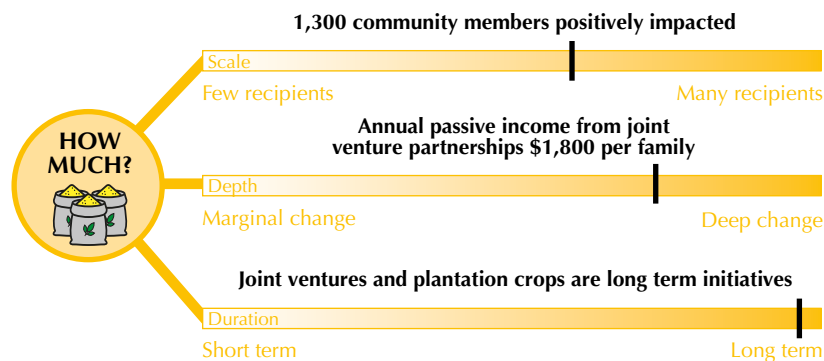 1,300 community members positively impacted
Scale
Few recipients
Many recipients
HOW
MUCH?
Annual passive income from joint
venture partnerships $1,800 per family
Depth
Marginal change
Deep change
Joint ventures and plantation crops are long term initiatives
Duration
Short term
Long term